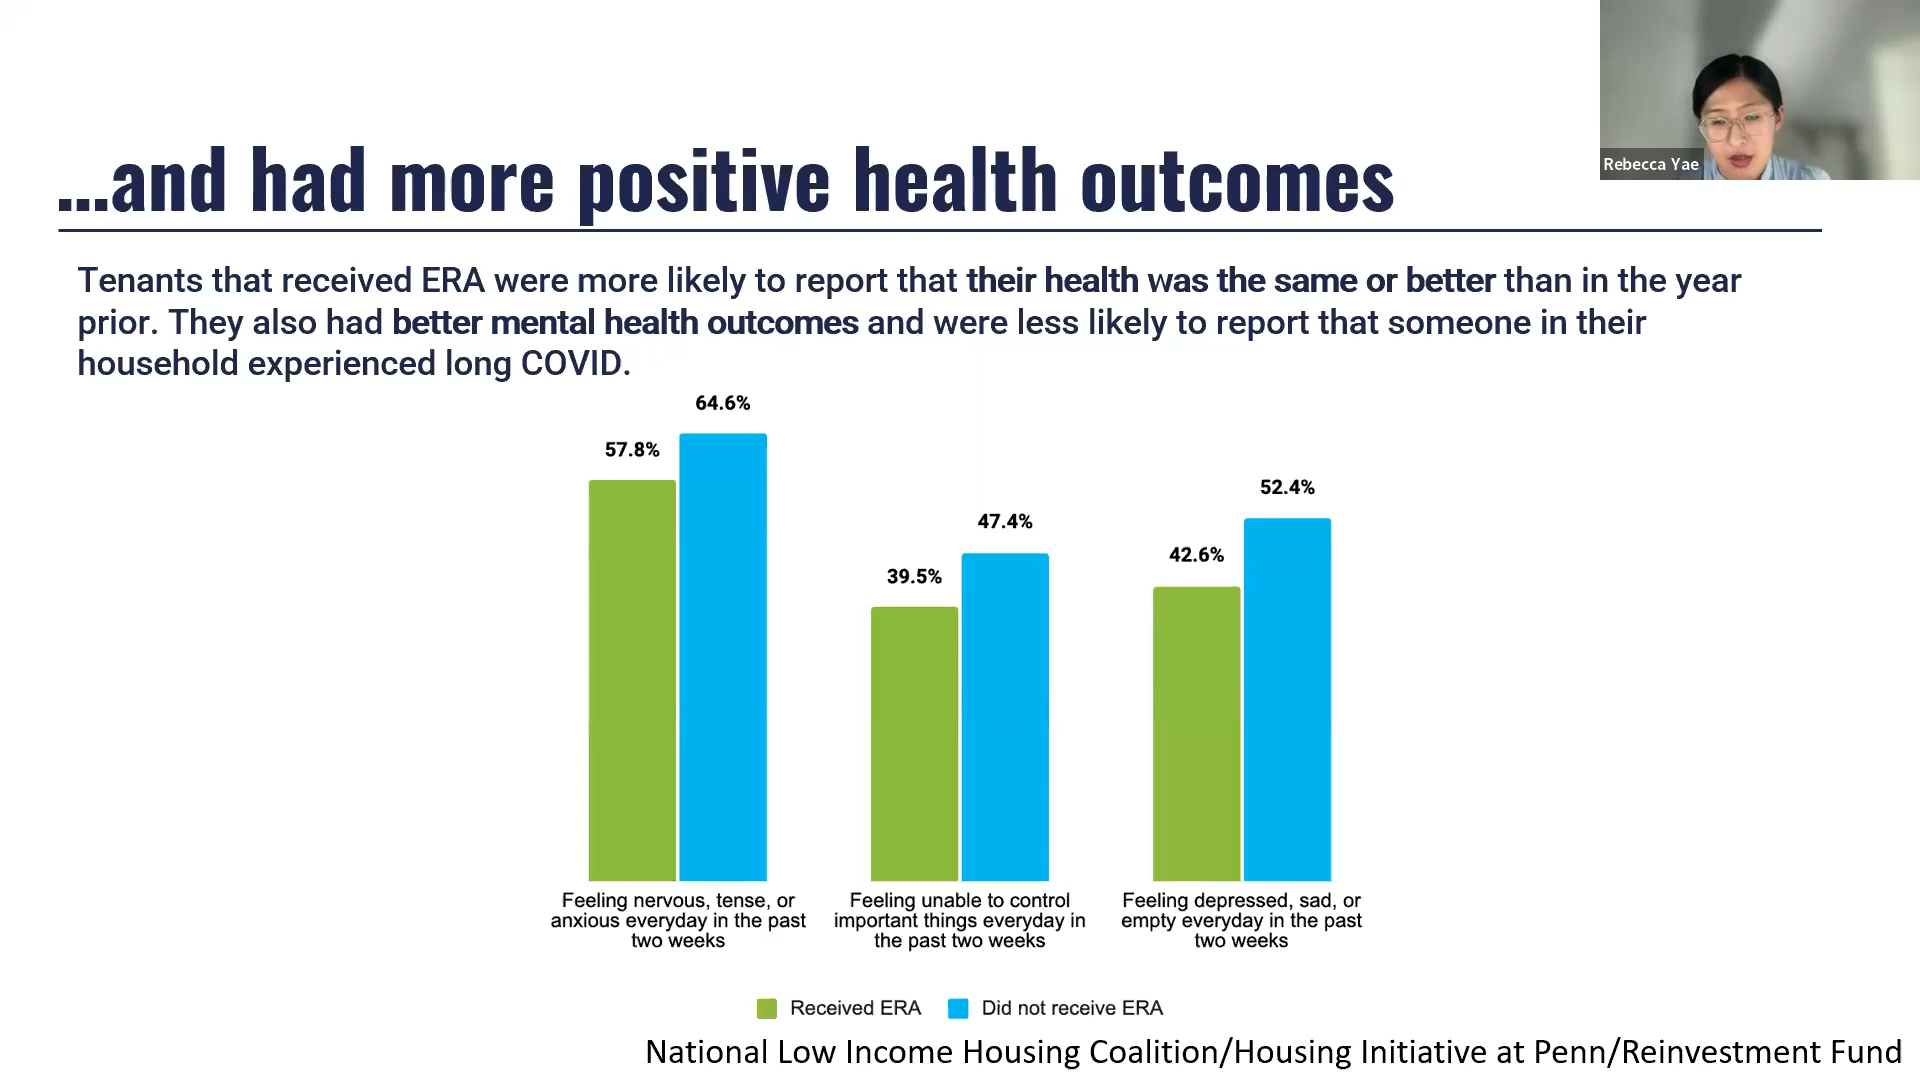 Rebecca Yae
...and had more positive health outcomes
Tenants that received ERA were more likely to report that their health was the same or better than in the year
prior. They also had better mental health outcomes and were less likely to report that someone in their
household experienced long COVID.
64.6%
57.8%
52.4%
47.4%
42.6%
39.5%
Feeling nervous, tense, or
anxious everyday in the past
two weeks
Feeling unable to control
important things everyday in
the past two weeks
Feeling depressed, sad, or
empty everyday in the past
two weeks
Received ERA
Did not receive ERA
National Low Income Housing Coalition/Housing Initiative at Penn/Reinvestment Fund